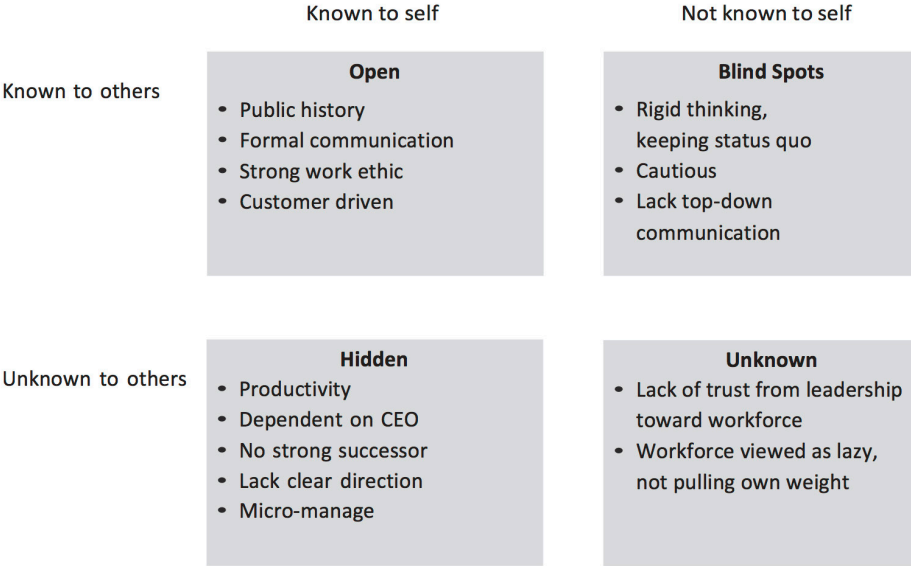 Known to self
Not known to self
Known to others
Open
• Public history
• Formal communication
• Strong work ethic
• Customer driven
Blind Spots
• Rigid thinking,
keeping status quo
• Cautious
• Lack top-down
communication
Unknown to others
Hidden
• Productivity
• Dependent on CEO
• No strong successor
• Lack clear direction
• Micro-manage
Unknown
• Lack of trust from leadership
toward workforce
• Workforce viewed as lazy,
not pulling own weight